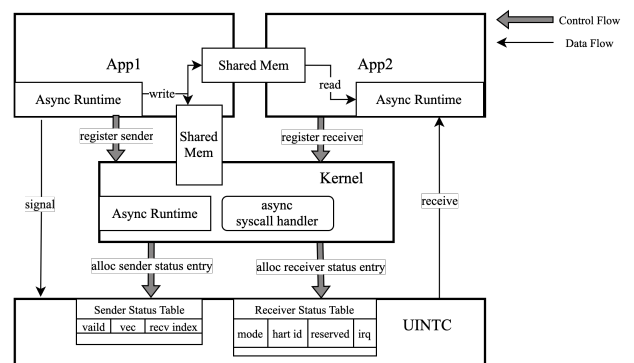 Control Flow
Data Flow
App1
Shared Mem
App2
Async Runtime
write
read
Async Runtime
register sender
Shared
Mem
register receiver
Kernel
signal
Async Runtime
async
syscall handler
receive
alloc sender status entry
alloc receiver status entry
Sender Status Table
vaild
vec
recv index
Receiver Status Table
mode
hart id
reserved
irq
UINTC